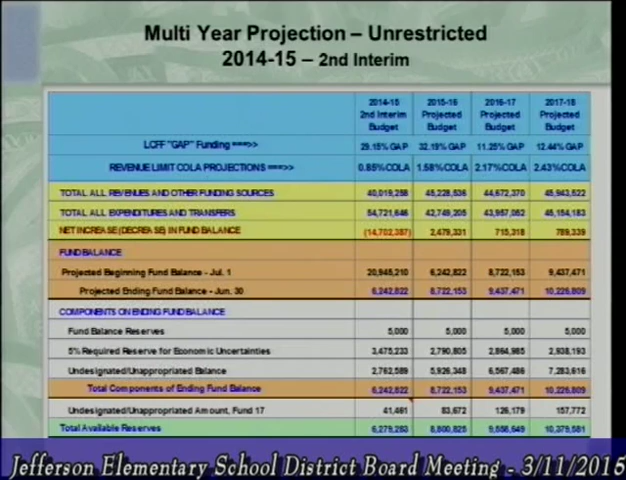 Multi Year Projection – Unrestricted
2014-15 – 2nd Interim
2014-15 2015-16 2016-17 2017-18
2nd Interim Projected Projected Projected
Budget Budget Budget Budget
LCFF "GAP" Funding ===>> 29.15% GAP 32.19% GAP 11.25% GAP 12.44% GAP
REVENUE LIMIT COLA PROJECTIONS ===>> 0.85% COLA 1.58% COLA 2.17% COLA 2.43% COLA
TOTAL ALL REVENUES AND OTHER FUNDING SOURCES 40,019,258 45,228,536 44,672,370 45,943,522
TOTAL ALL EXPENDITURES AND TRANSFERS 54,721,646 42,749,205 43,957,052 45,154,183
NET INCREASE (DECREASE) IN FUND BALANCE (14,702,387) 2,479,331 715,318 789,339
FUND BALANCE
Projected Beginning Fund Balance - Jul. 1 20,945,210 6,242,822 8,722,153 9,437,471
Projected Ending Fund Balance - Jun. 30 6,242,822 8,722,153 9,437,471 10,226,809
COMPONENTS ON ENDING FUND BALANCE
Fund Balance Reserves 5,000 5,000 5,000 5,000
5% Required Reserve for Economic Uncertainties 3,475,233 2,790,805 2,864,985 2,938,193
Undesignated/Unappropriated Balance 2,762,589 5,926,348 6,567,486 7,283,616
Total Components of Ending Fund Balance 6,242,822 8,722,153 9,437,471 10,226,809
Undesignated/Unappropriated Amount, Fund 17 41,461 83,672 126,179 157,772
Total Available Reserves 6,279,283 8,800,825 9,558,649 10,379,581
Jefferson Elementary School District Board Meeting - 3/11/2015